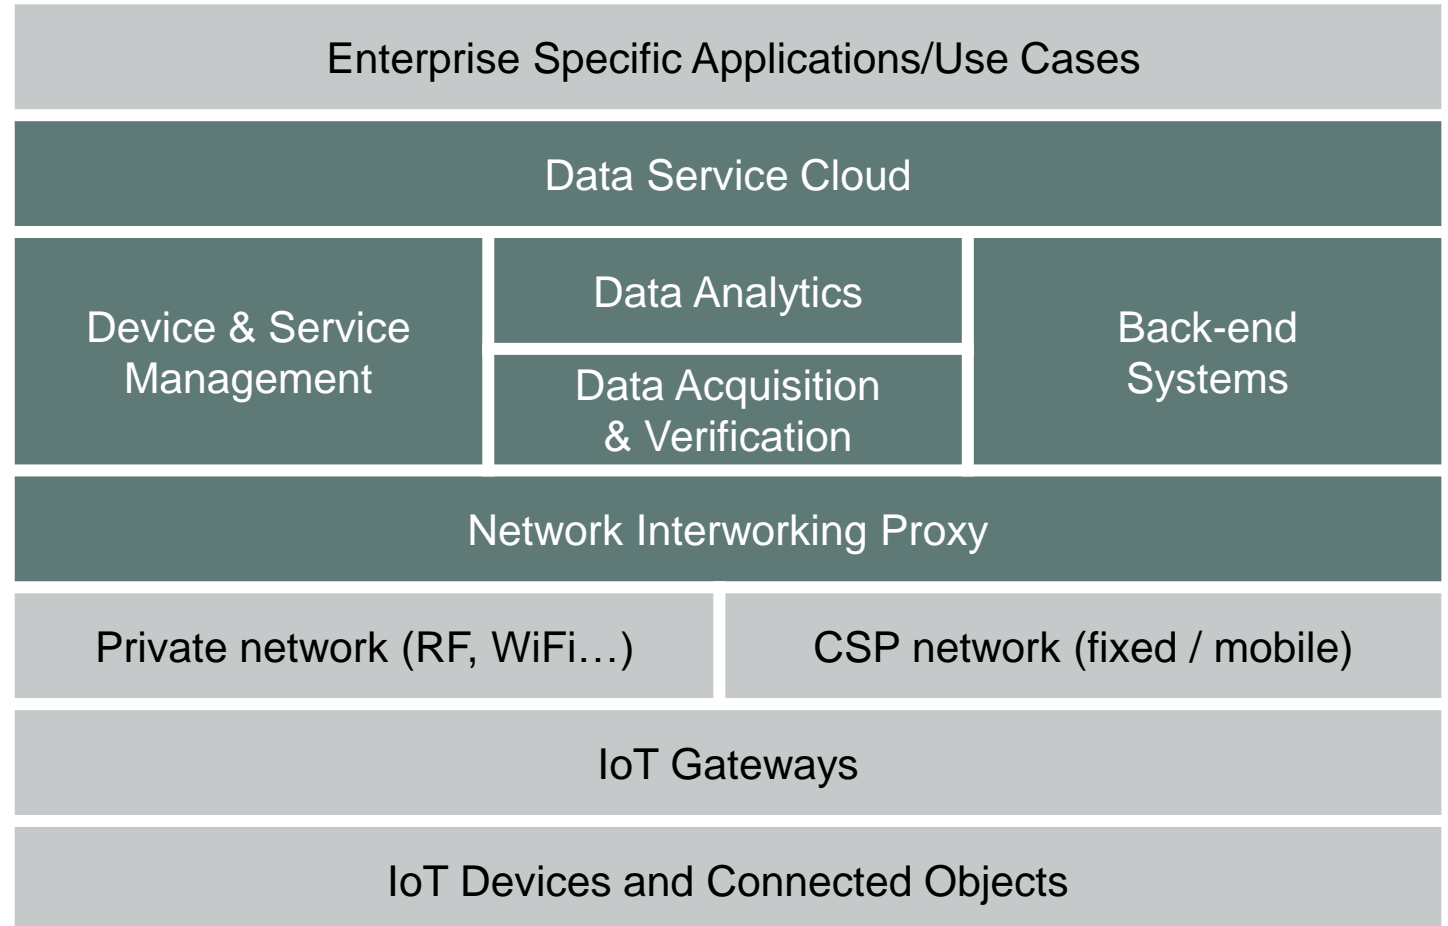 Enterprise Specific Applications/Use Cases
Data Service Cloud
Device & Service
Management
Data Analytics
Data Acquisition
& Verification
Back-end
Systems
Network Interworking Proxy
Private network (RF, WiFi…)
CSP network (fixed / mobile)
IoT Gateways
IoT Devices and Connected Objects